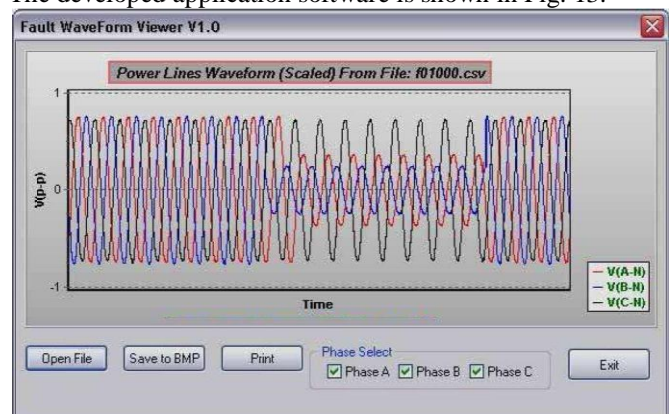 The developed application software is shown in Fig. 13.
Fault WaveForm Viewer V1.0
Power Lines Waveform (Scaled) From File: f01000.csv
1
V(p-p)
0
-1
Time
V(A-N)
V(B-N)
V(C-N)
Open File
Save to BMP
Print
Phase Select
Phase A
Phase B
Phase C
Exit